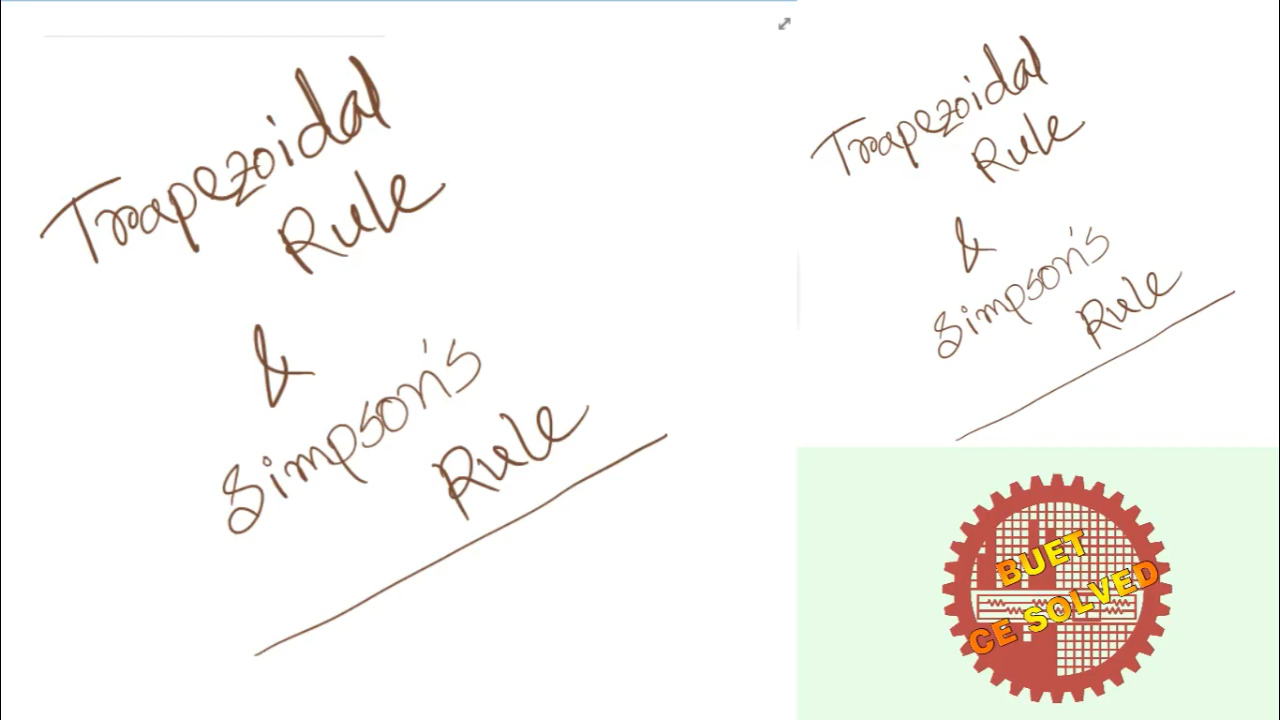 Trapezoidal
Rule
&
Simpson's
Rule
Trapezoidal
Rule
&
Simpson's
Rule
BUET
CE SOLVED